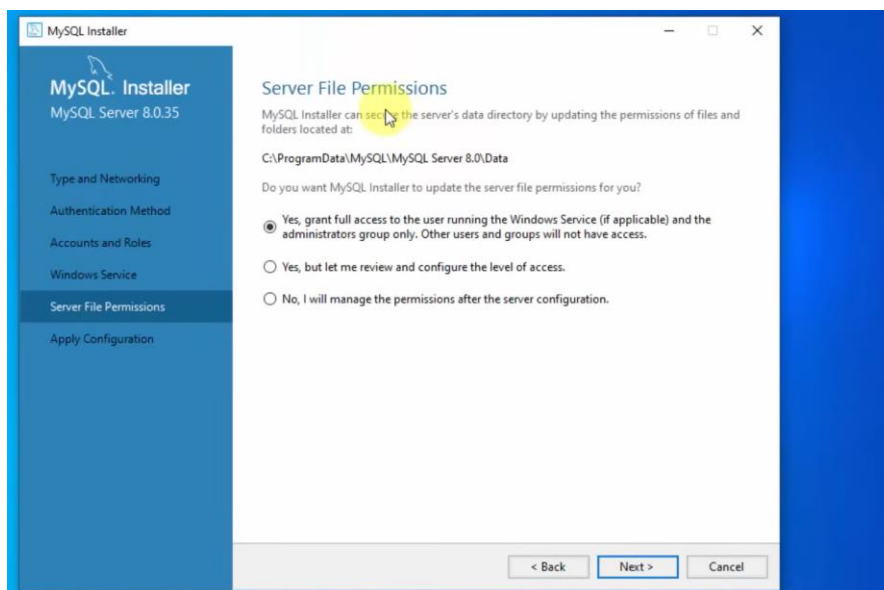 MySQL Installer
MySQL. Installer
MySQL Server 8.0.35
Type and Networking
Authentication Method
Accounts and Roles
Windows Service
Server File Permissions
Apply Configuration
Server File Permissions
MySQL Installer can secure the server's data directory by updating the permissions of files and
folders located at:
C:\ProgramData\MySQL\MySQL Server 8.0\Data
Do you want MySQL Installer to update the server file permissions for you?
Yes, grant full access to the user running the Windows Service (if applicable) and the
administrators group only. Other users and groups will not have access.
Yes, but let me review and configure the level of access.
No, I will manage the permissions after the server configuration.
< Back
Next >
Cancel